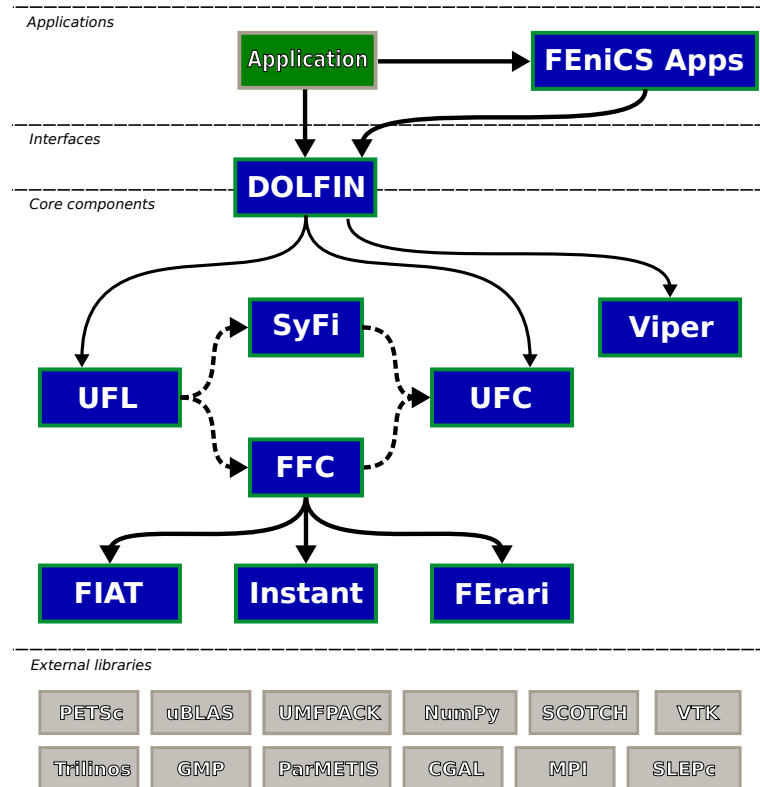 Applications
Application
FEniCS Apps
Interfaces
DOLFIN
Core components
SyFi
Viper
UFL
UFC
FFC
FIAT
Instant
FErari
External libraries
PETSc
uBLAS
UMFPACK
NumPy
SCOTCH
VTK
Trilinos
GMP
ParMETIS
CGAL
MPI
SLEPc